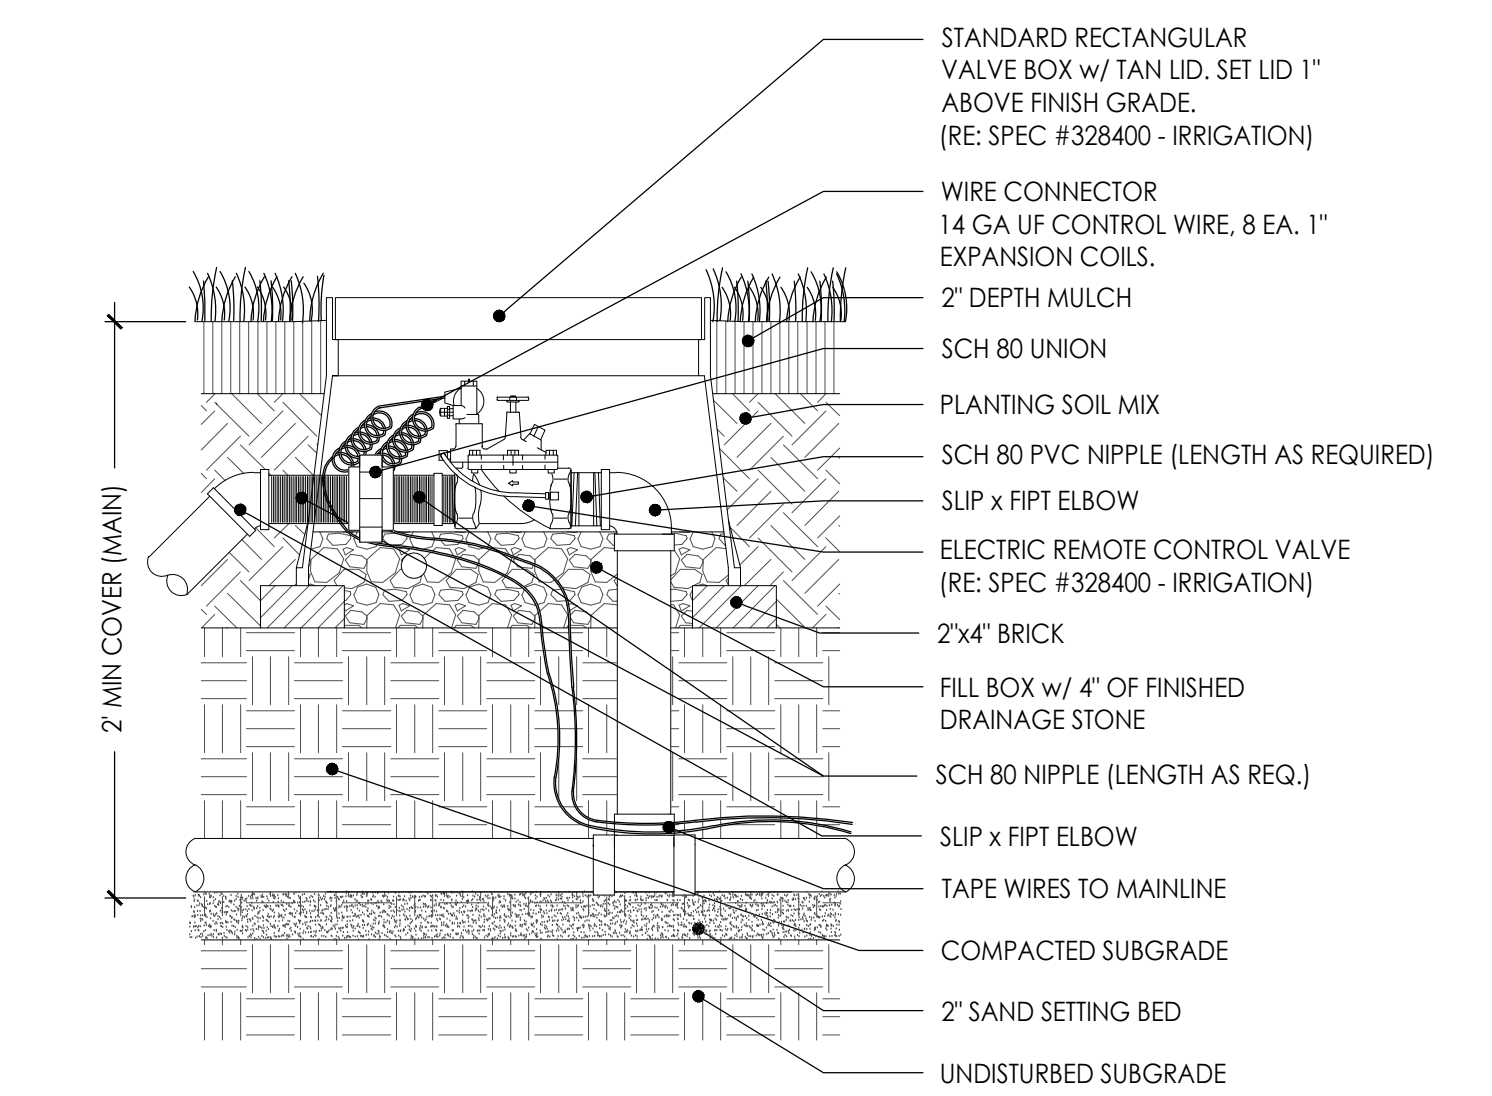 STANDARD RECTANGULAR
VALVE BOX w/ TAN LID. SET LID 1"
ABOVE FINISH GRADE.
(RE: SPEC #328400 - IRRIGATION)
WIRE CONNECTOR
14 GA UF CONTROL WIRE, 8 EA. 1"
EXPANSION COILS.
2" DEPTH MULCH
SCH 80 UNION
PLANTING SOIL MIX
SCH 80 PVC NIPPLE (LENGTH AS REQUIRED)
SLIP x FIPT ELBOW
ELECTRIC REMOTE CONTROL VALVE
(RE: SPEC #328400 - IRRIGATION)
2"x4" BRICK
FILL BOX w/ 4" OF FINISHED
DRAINAGE STONE
SCH 80 NIPPLE (LENGTH AS REQ.)
SLIP x FIPT ELBOW
TAPE WIRES TO MAINLINE
COMPACTED SUBGRADE
2" SAND SETTING BED
UNDISTURBED SUBGRADE
2' MIN COVER (MAIN)